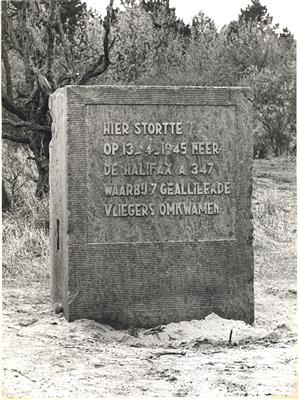 HIER STORTTE
OP 13-4-1945 NEER
DE HALIFAX A 347
WAARBIJ 7 GEALLIEERDE
VLIEGERS OMKWAMEN